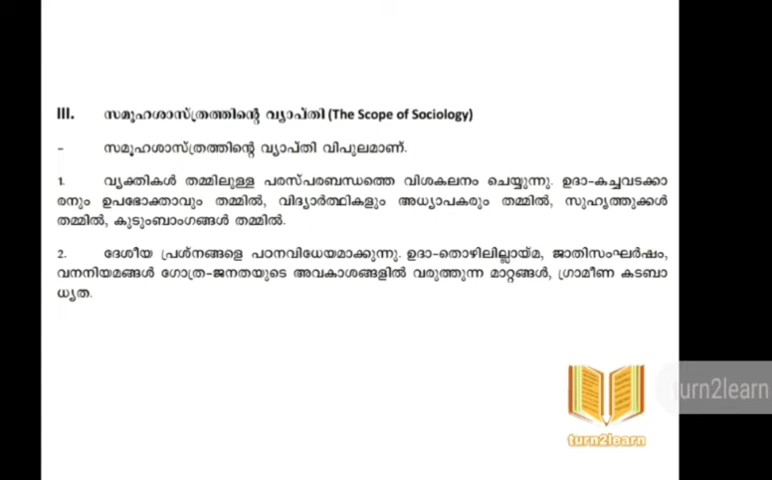 III. സമൂഹശാസ്ത്രത്തിന്റെ വ്യാപ്തി (The Scope of Sociology)
– സമൂഹശാസ്ത്രത്തിന്റെ വ്യാപ്തി വിപുലമാണ്.
1. വ്യക്തികൾ തമ്മിലുള്ള പരസ്പരബന്ധത്തെ വിശകലനം ചെയ്യുന്നു. ഉദാ-കച്ചവടക്കാ
രനും ഉപഭോക്താവും തമ്മിൽ, വിദ്യാർത്ഥികളും അധ്യാപകരും തമ്മിൽ, സുഹൃത്തുക്കൾ
തമ്മിൽ, കുടുംബാംഗങ്ങൾ തമ്മിൽ.
2. ദേശീയ പ്രശ്നങ്ങളെ പഠനവിധേയമാക്കുന്നു. ഉദാ-തൊഴിലില്ലായ്മ, ജാതിസംഘർഷം,
വനനിയമങ്ങൾ ഗോത്ര-ജനതയുടെ അവകാശങ്ങളിൽ വരുത്തുന്ന മാറ്റങ്ങൾ, ഗ്രാമീണ കടബാ
ധ്യത.
turn2learn
turn2learn